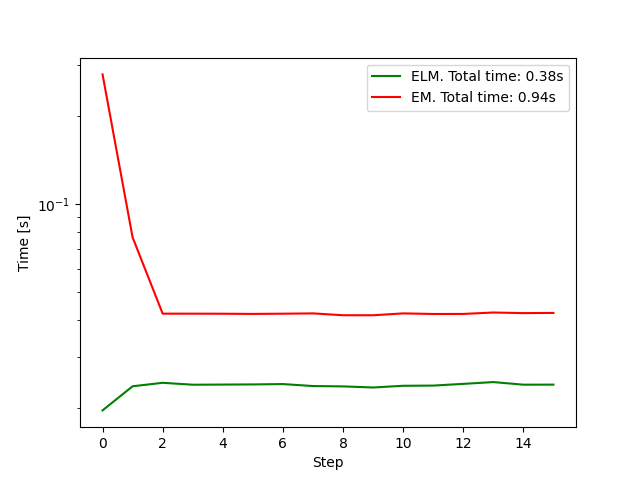 ELM. Total time: 0.38s
EM. Total time: 0.94s
10⁻¹
Time [s]
0 2 4 6 8 10 12 14
Step